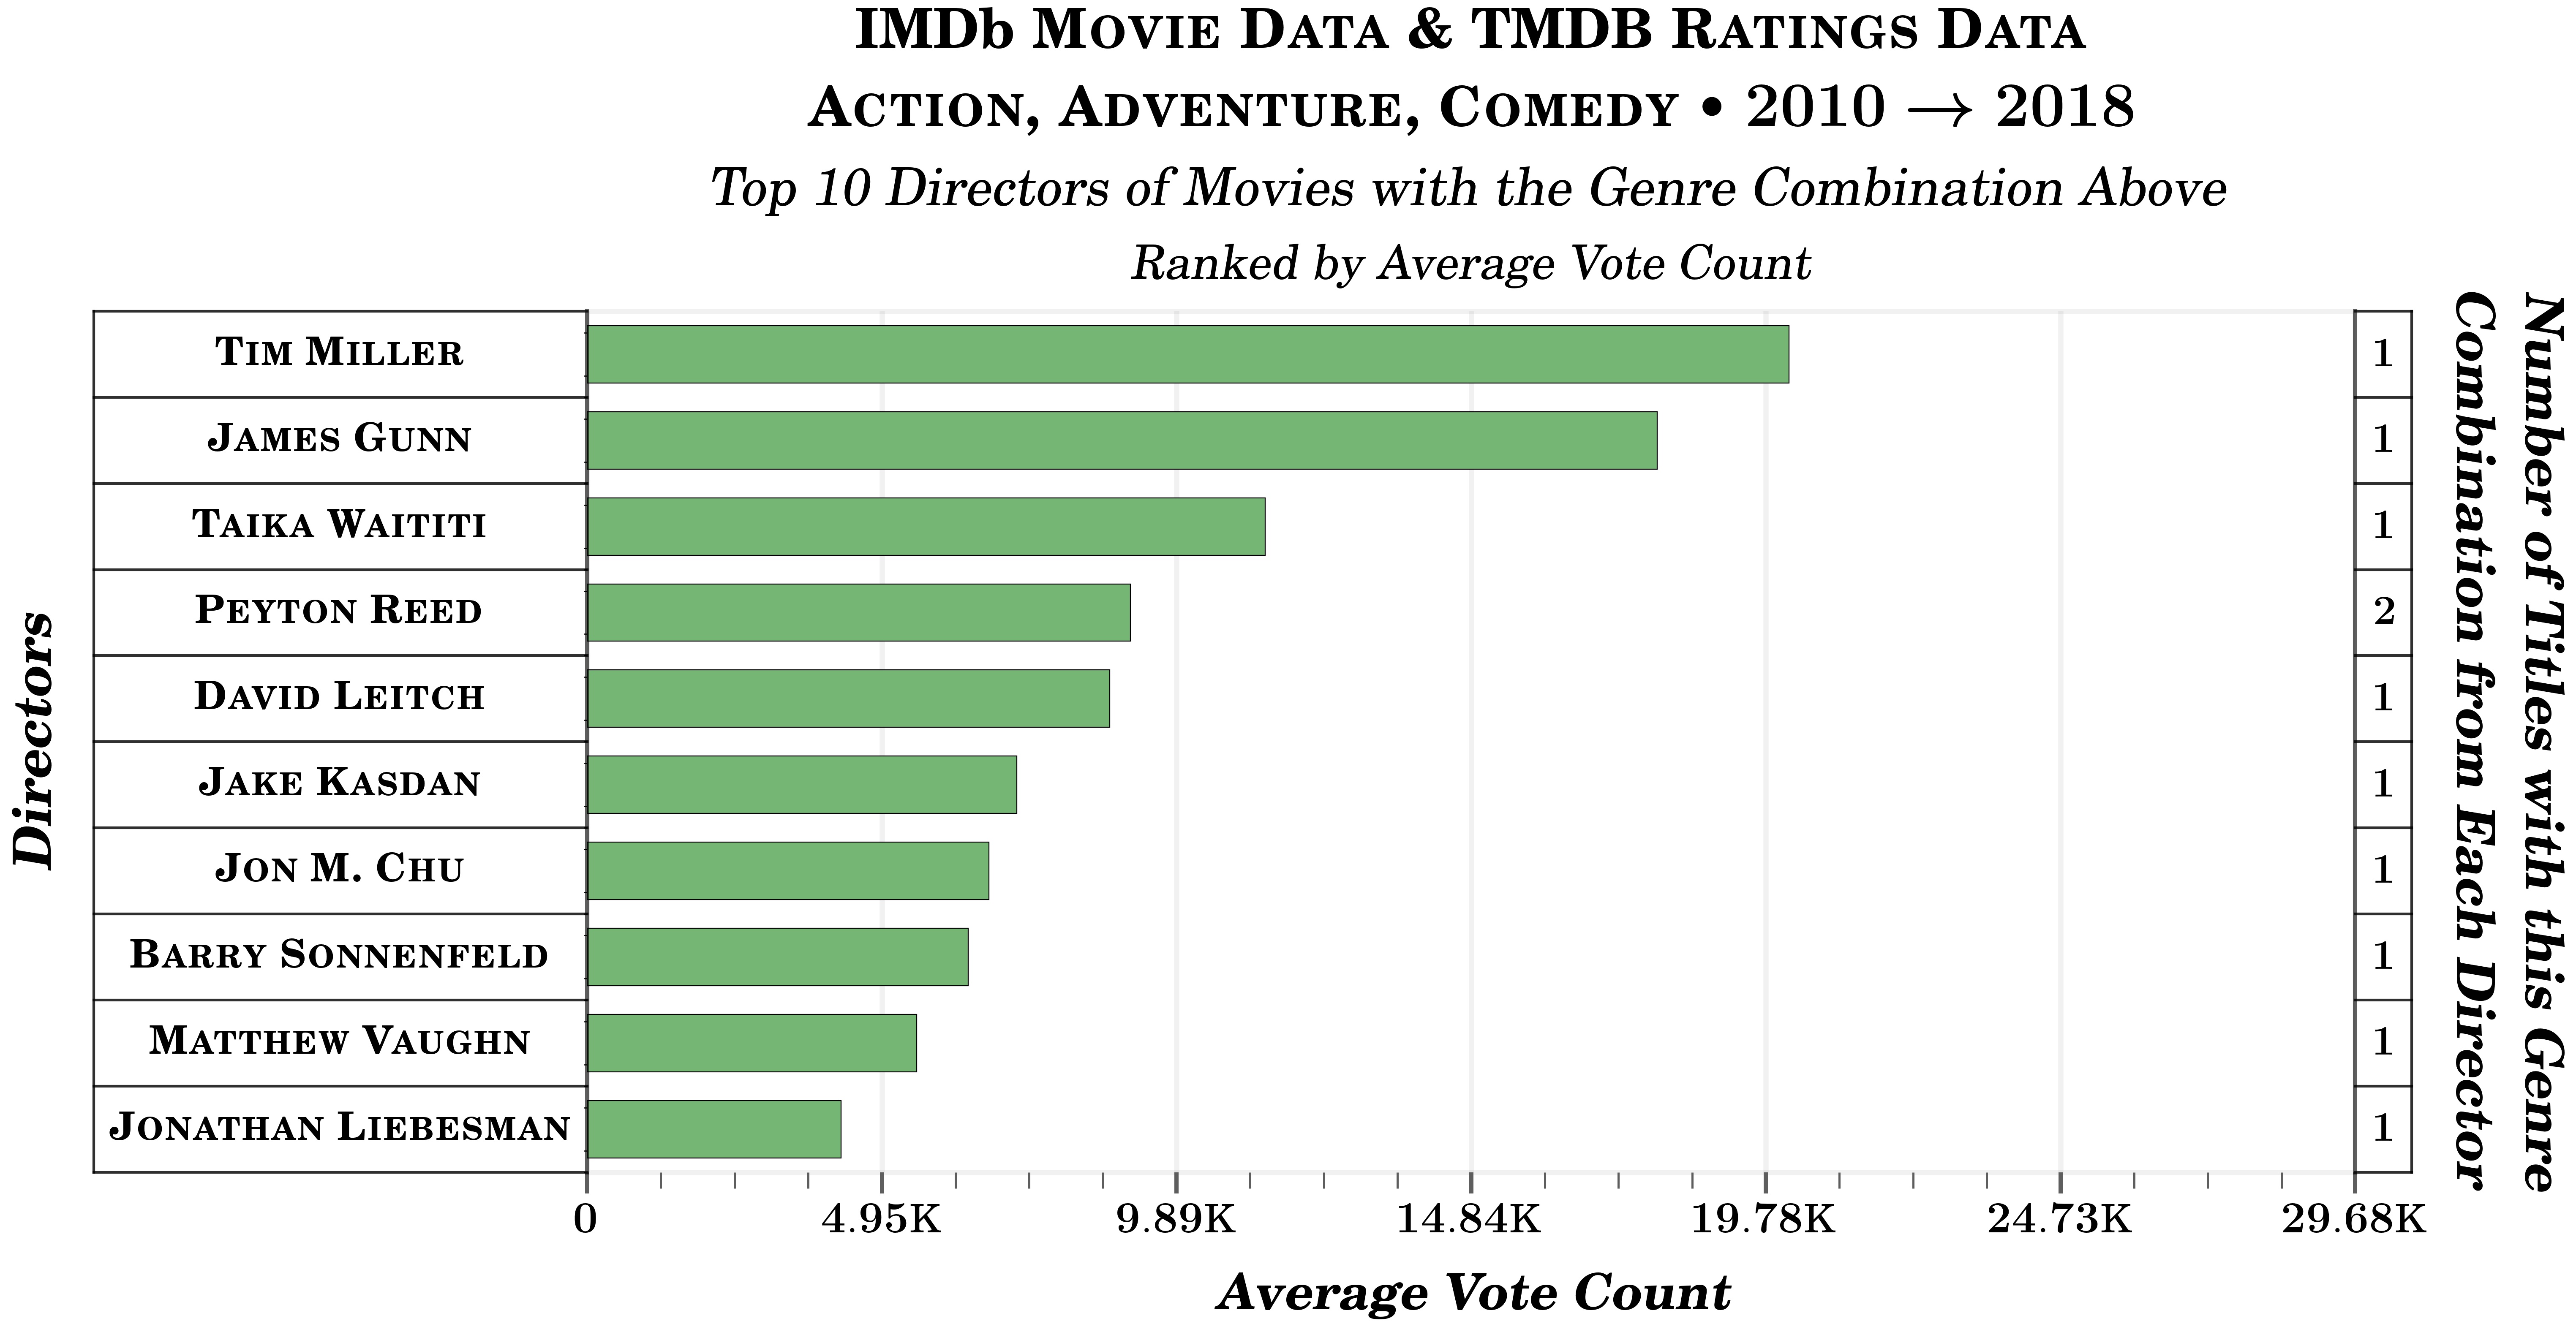 IMDb Movie Data & TMDB Ratings Data
Action, Adventure, Comedy • 2010 → 2018
Top 10 Directors of Movies with the Genre Combination Above
Ranked by Average Vote Count
Directors
Tim Miller
1
James Gunn
1
Taika Waititi
1
Peyton Reed
2
David Leitch
1
Jake Kasdan
1
Jon M. Chu
1
Barry Sonnenfeld
1
Matthew Vaughn
1
Jonathan Liebesman
1
Number of Titles with this Genre
Combination from Each Director
0 4.95K 9.89K 14.84K 19.78K 24.73K 29.68K
Average Vote Count